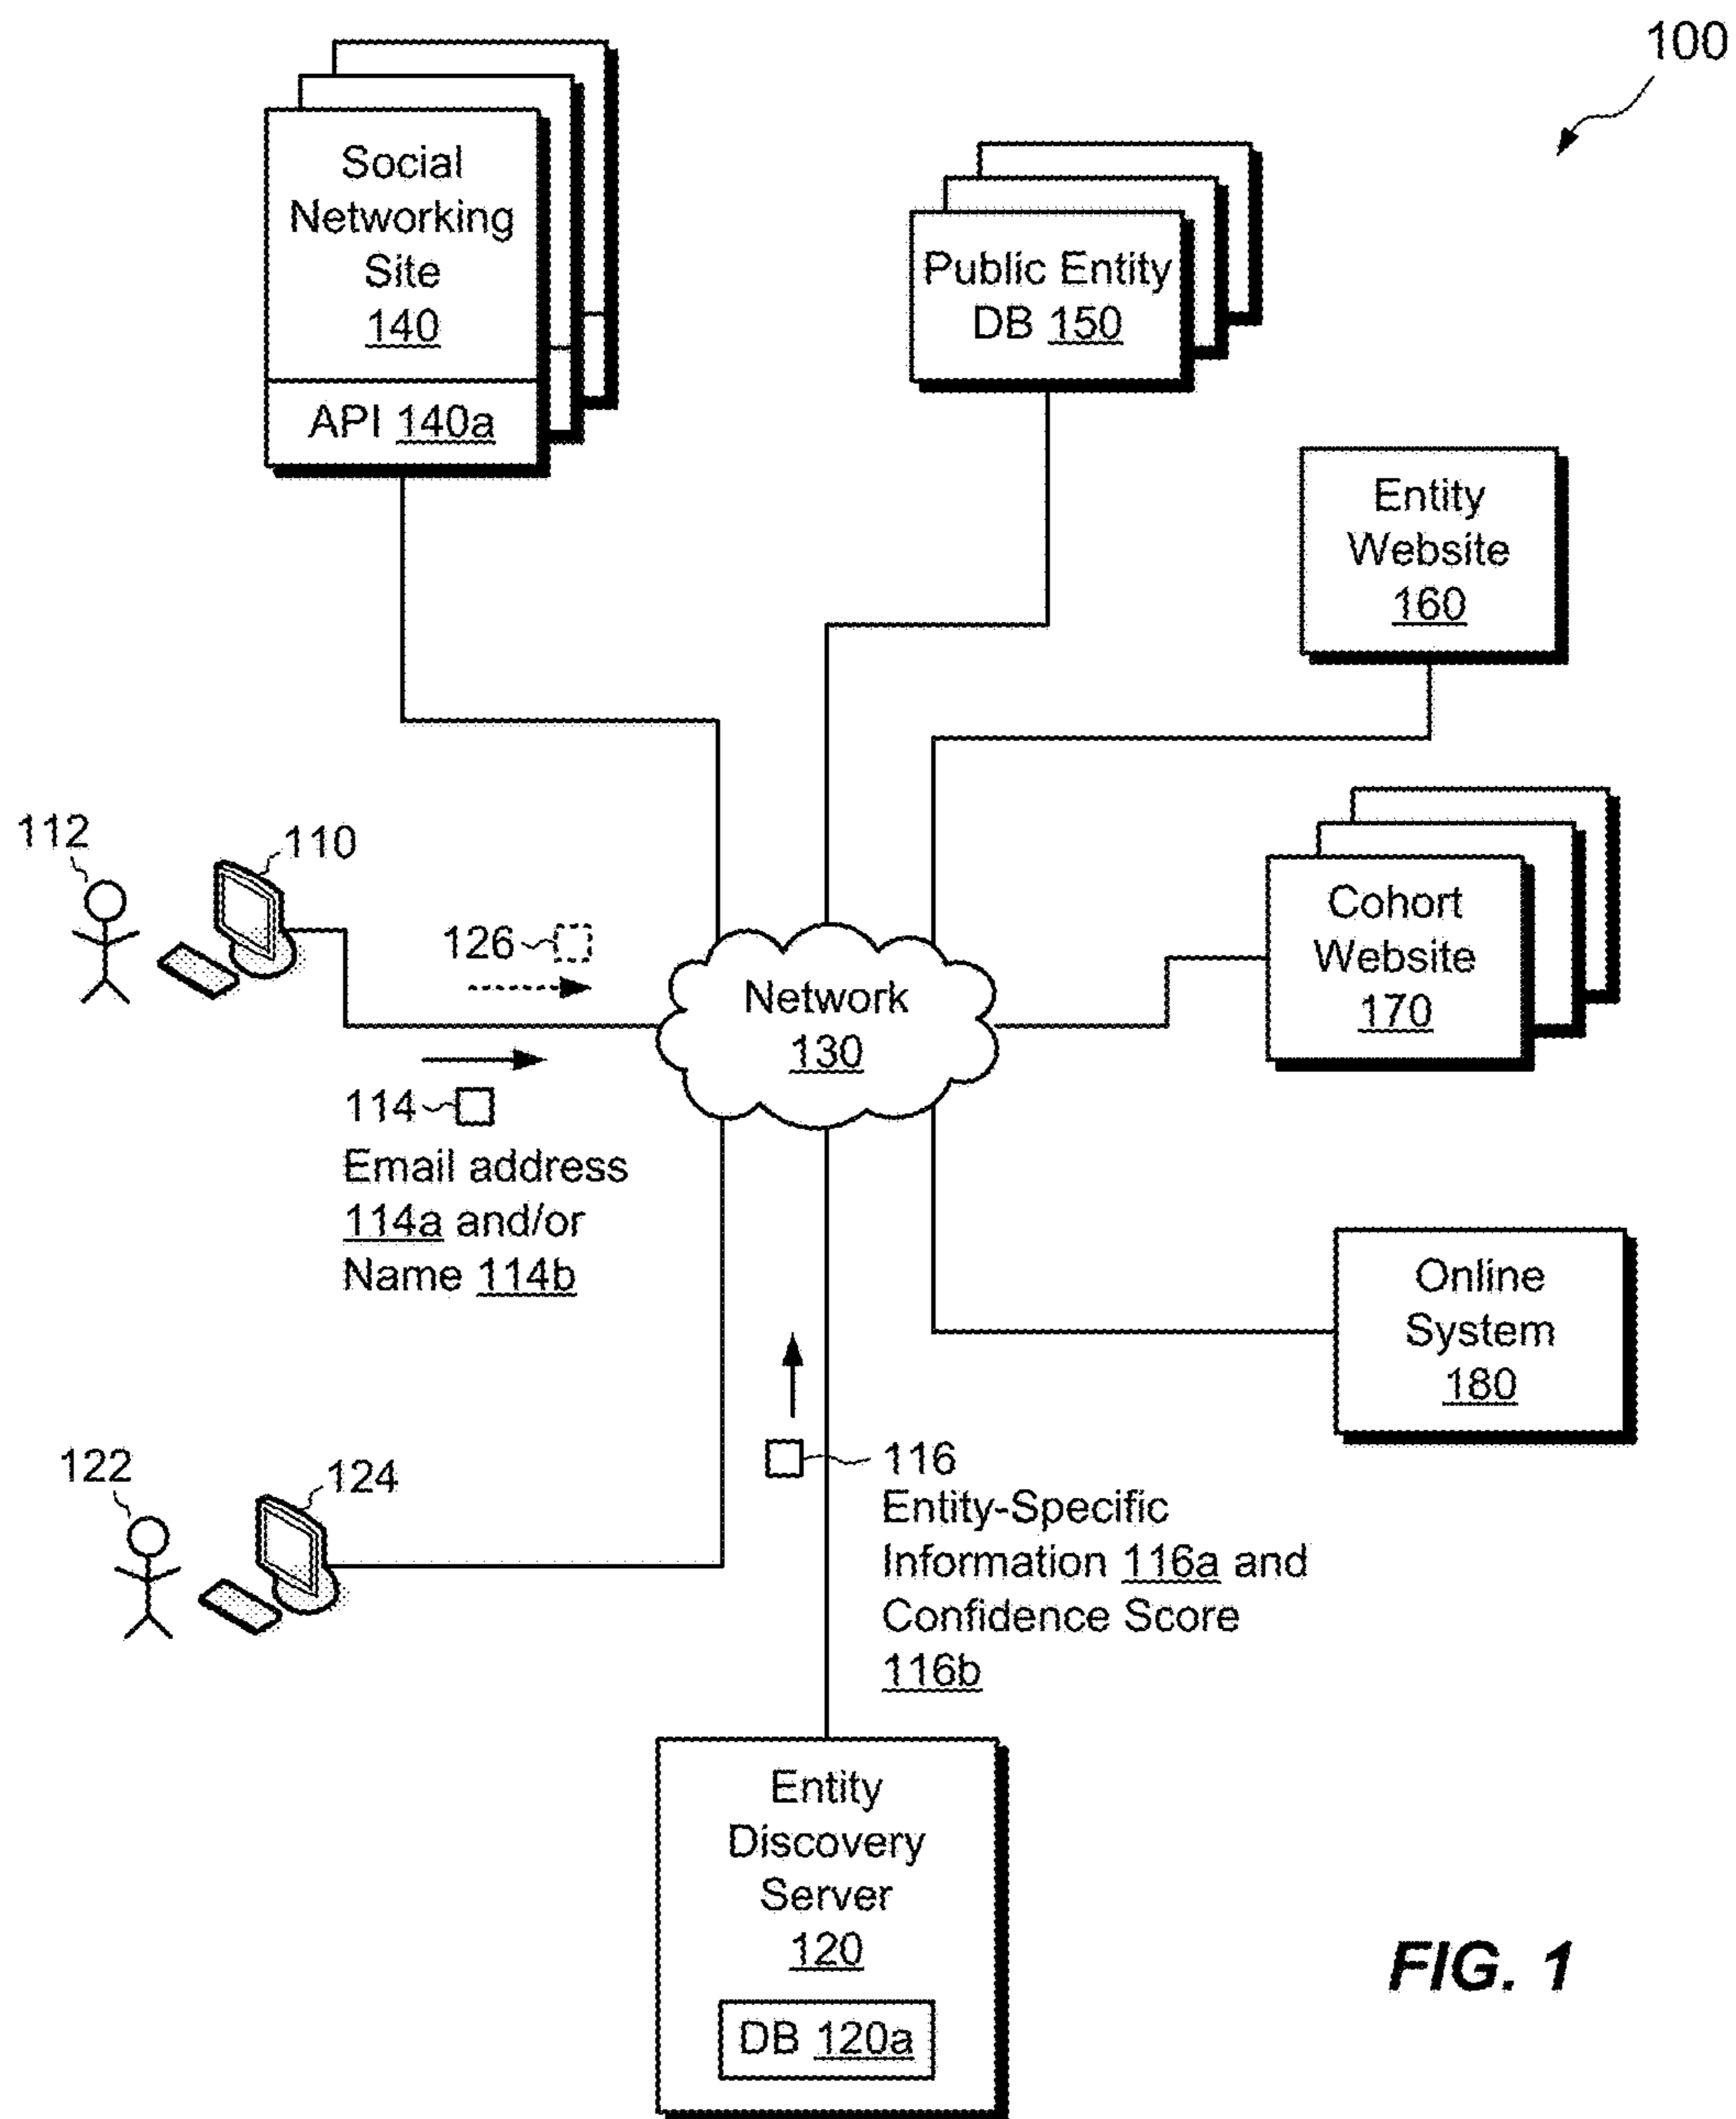 100
Social
Networking
Site
140
API 140a
Public Entity
DB 150
Entity
Website
160
112
110
126
Cohort
Website
170
Network
130
114
Email address
114a and/or
Name 114b
Online
System
180
122
124
116
Entity-Specific
Information 116a and
Confidence Score
116b
Entity
Discovery
Server
120
DB 120a
FIG. 1